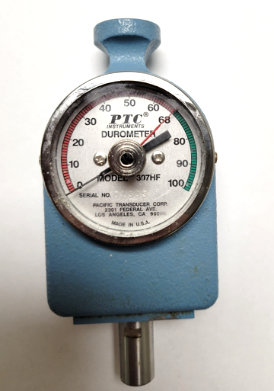 40 50 60
30 68
20 80
10 90
0 100
PTC®
INSTRUMENTS
DUROMETER
MODEL 307HF
SERIAL NO.
PACIFIC TRANSDUCER CORP.
2301 FEDERAL AVE.
LOS ANGELES, CA
MADE IN U.S.A.